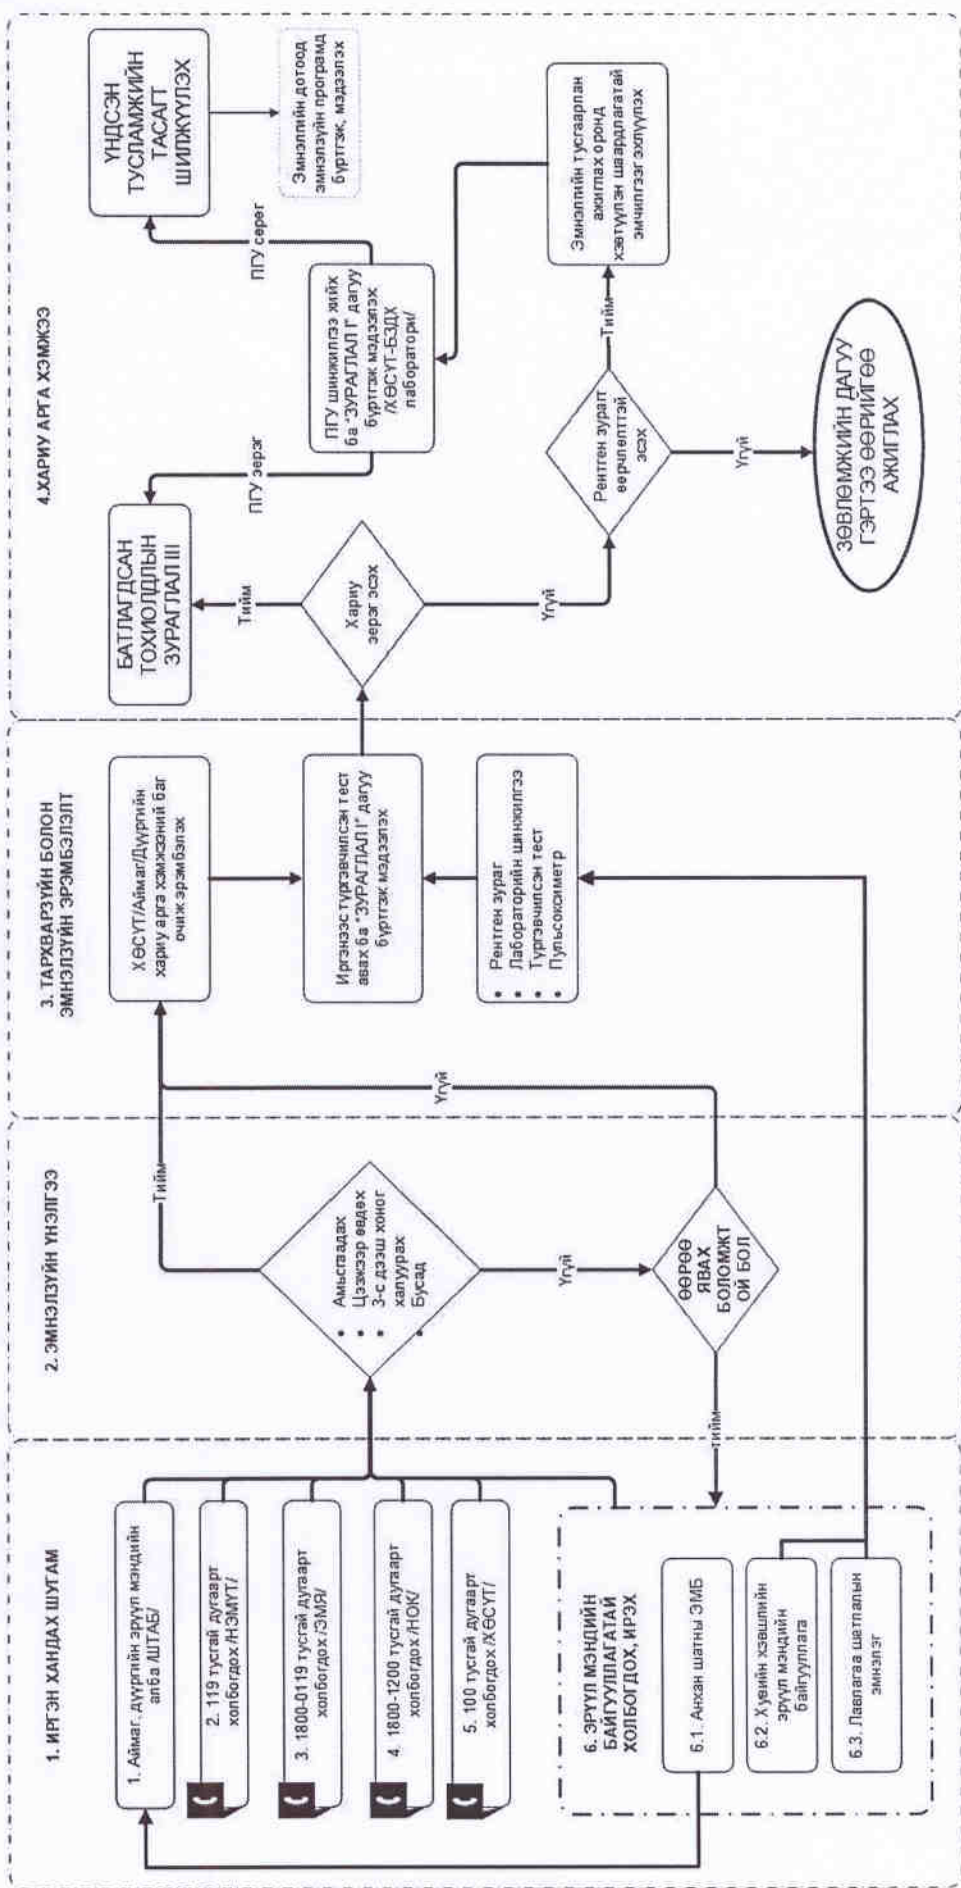 1. ИРГЭН ХАНДАХ ШУГАМ
1. Аймаг, дүүргийн эрүүл мэндийн
алба /ШТАБ/
2. 119 тусгай дугаарт
холбогдох /НЭМҮТ/
3. 1800-0119 тусгай дугаарт
холбогдох /ЭМЯ/
4. 1800-1200 тусгай дугаарт
холбогдох /НОК/
5. 100 тусгай дугаарт
холбогдох /ХӨСҮТ/
6. ЭРҮҮЛ МЭНДИЙН
БАЙГУУЛЛАГАТАЙ
ХОЛБОГДОХ, ИРЭХ
6.1. Анхан шатны ЭМБ
6.2. Хувийн хэвшлийн
эрүүл мэндийн
байгууллага
6.3. Лавлагаа шатлалын
эмнэлэг
2. ЭМНЭЛЗҮЙН ҮНЭЛГЭЭ
• Амьсгаадах
• Цээжээр өвдөх
• 3-с дээш хоног
халуурах
• Бусад
Тийм
Үгүй
ӨӨРӨӨ
ЯВАХ
БОЛОМЖТ
ОЙ БОЛ
тийм
Үгүй
3. ТАРХВАРЗҮЙН БОЛОН
ЭМНЭЛЗҮЙН ЭРЭМБЭЛЭЛТ
ХӨСҮТ/Аймаг/Дүүргийн
хариу арга хэмжээний баг
очиж эрэмбэлэх
Иргэнээс түргэвчилсэн тест
авах ба "ЗУРАГЛАЛ I" дагуу
бүртгэж мэдээлэх
• Рентген зураг
• Лабораторийн шинжилгээ
• Түргэвчилсэн тест
• Пульсоксиметр
4.ХАРИУ АРГА ХЭМЖЭЭ
БАТЛАГДСАН
ТОХИОЛДЛЫН
ЗУРАГЛАЛ III
Тийм
Хариу
эерэг эсэх
Үгүй
ПГУ эерэг
ПГУ шинжилгээ хийх
ба "ЗУРАГЛАЛ I" дагуу
бүртгэж мэдээлэх
/ХӨСҮТ-БЗДХ
лаборатори/
ПГУ сөрөг
ҮНДСЭН
ТУСЛАМЖИЙН
ТАСАГТ
ШИЛЖҮҮЛЭХ
Эмнэлгийн дотоод
эмнэлзүйн програмд
бүртгэж, мэдээлэх
Рентген зурагт
өөрчлөлттэй
эсэх
Тийм
Эмнэлгийн тусгаарлан
ажиглах оронд
хэвтүүлэн шаардлагатай
эмчилгээг эхлүүлэх
Үгүй
ЗӨВЛӨМЖИЙН ДАГУУ
ГЭРТЭЭ ӨӨРИЙГӨӨ
АЖИГЛАХ